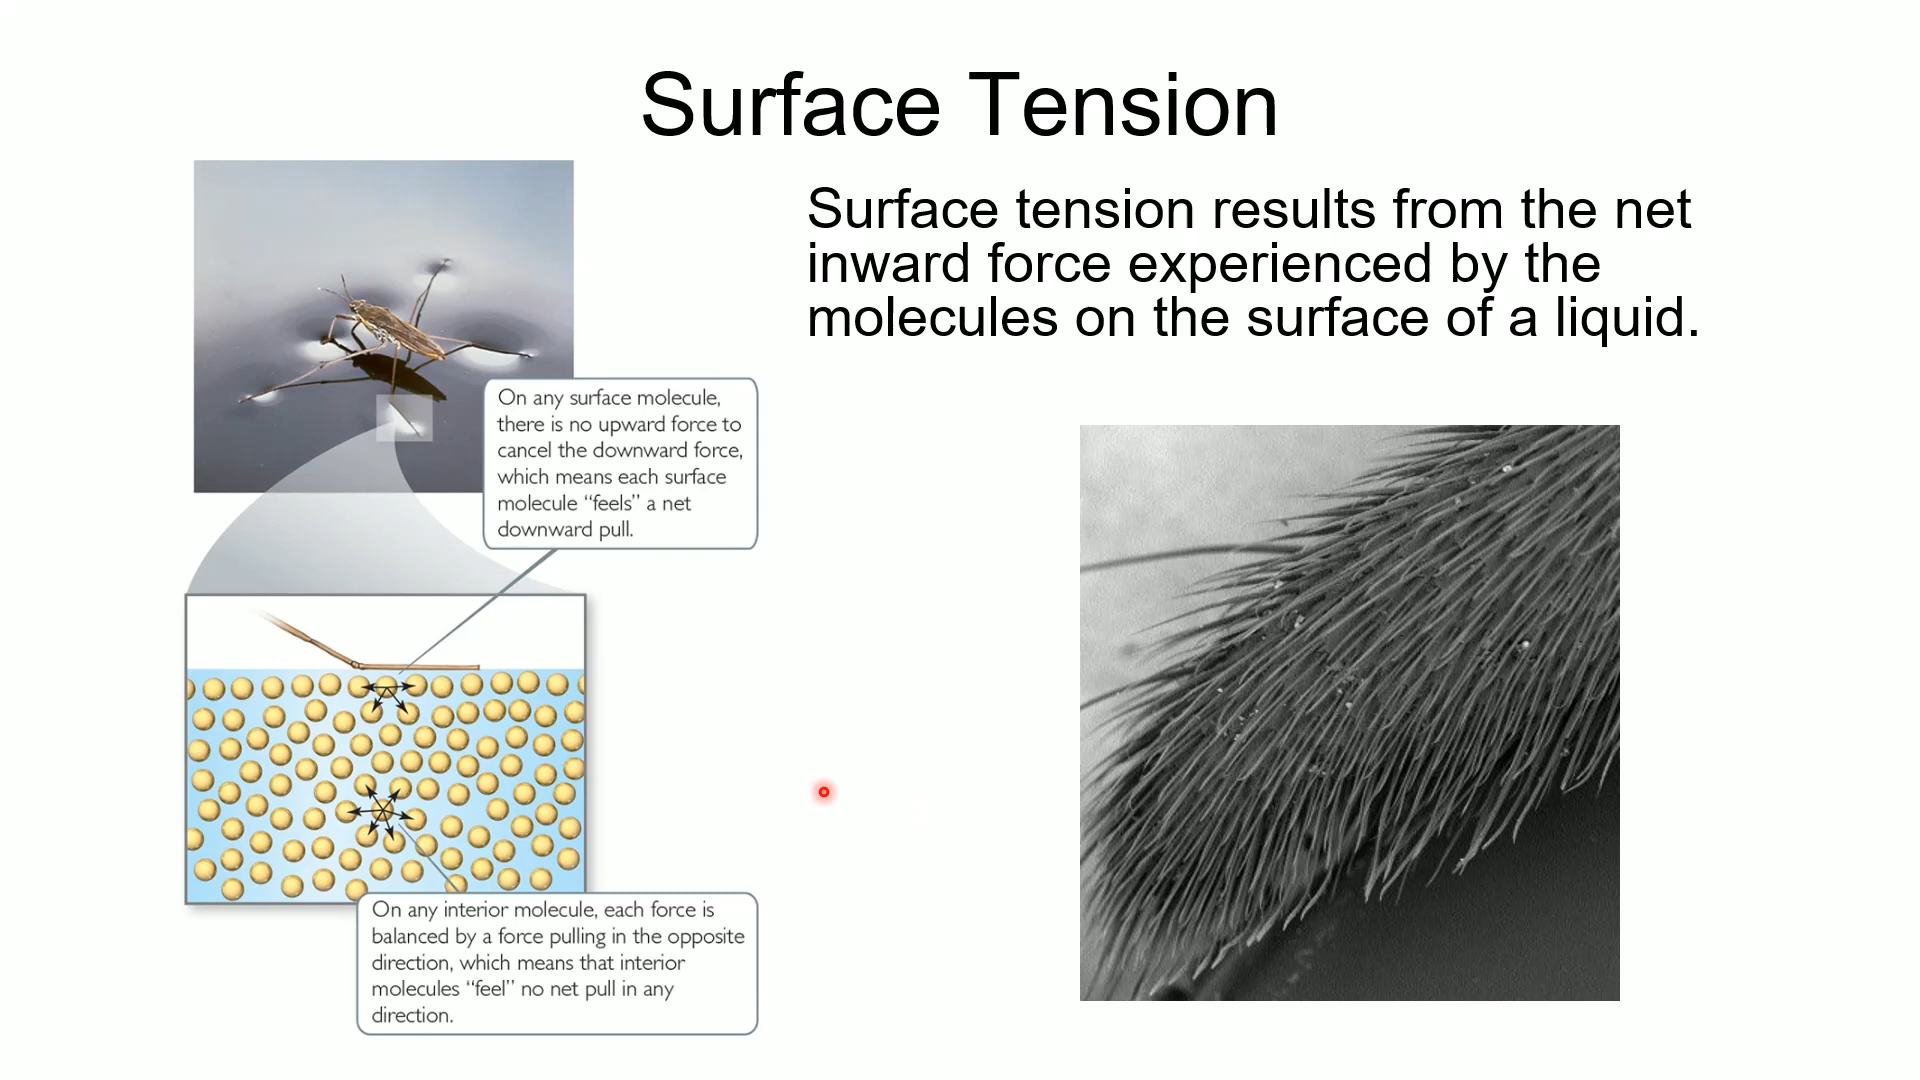 Surface Tension
Surface tension results from the net
inward force experienced by the
molecules on the surface of a liquid.
On any surface molecule,
there is no upward force to
cancel the downward force,
which means each surface
molecule “feels” a net
downward pull.
On any interior molecule, each force is
balanced by a force pulling in the opposite
direction, which means that interior
molecules “feel” no net pull in any
direction.